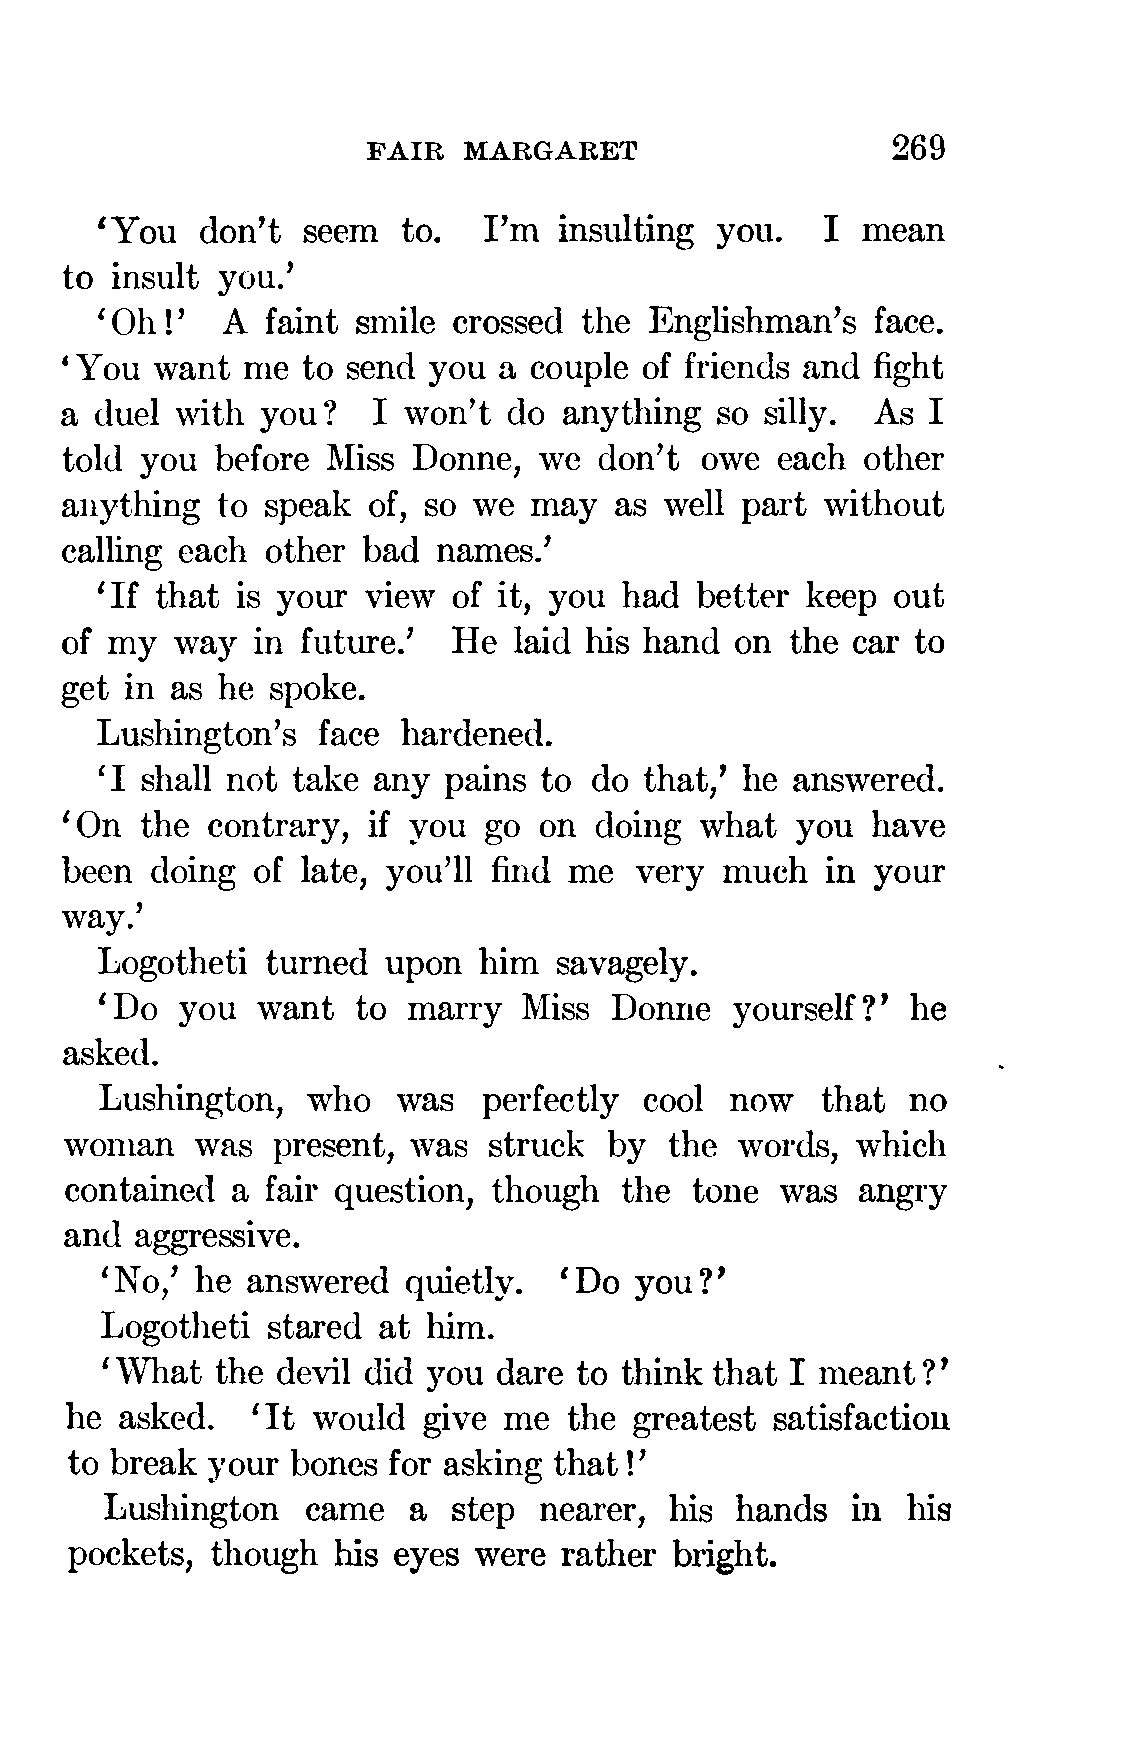 FAIR MARGARET 269
‘You don't seem to. I'm insulting you. I mean
to insult you.’
‘Oh!’ A faint smile crossed the Englishman's face.
‘You want me to send you a couple of friends and fight
a duel with you? I won't do anything so silly. As I
told you before Miss Donne, we don't owe each other
anything to speak of, so we may as well part without
calling each other bad names.’
‘If that is your view of it, you had better keep out
of my way in future.’ He laid his hand on the car to
get in as he spoke.
Lushington's face hardened.
‘I shall not take any pains to do that,’ he answered.
‘On the contrary, if you go on doing what you have
been doing of late, you'll find me very much in your
way.’
Logotheti turned upon him savagely.
‘Do you want to marry Miss Donne yourself?’ he
asked.
Lushington, who was perfectly cool now that no
woman was present, was struck by the words, which
contained a fair question, though the tone was angry
and aggressive.
‘No,’ he answered quietly. ‘Do you?’
Logotheti stared at him.
‘What the devil did you dare to think that I meant?’
he asked. ‘It would give me the greatest satisfaction
to break your bones for asking that!’
Lushington came a step nearer, his hands in his
pockets, though his eyes were rather bright.